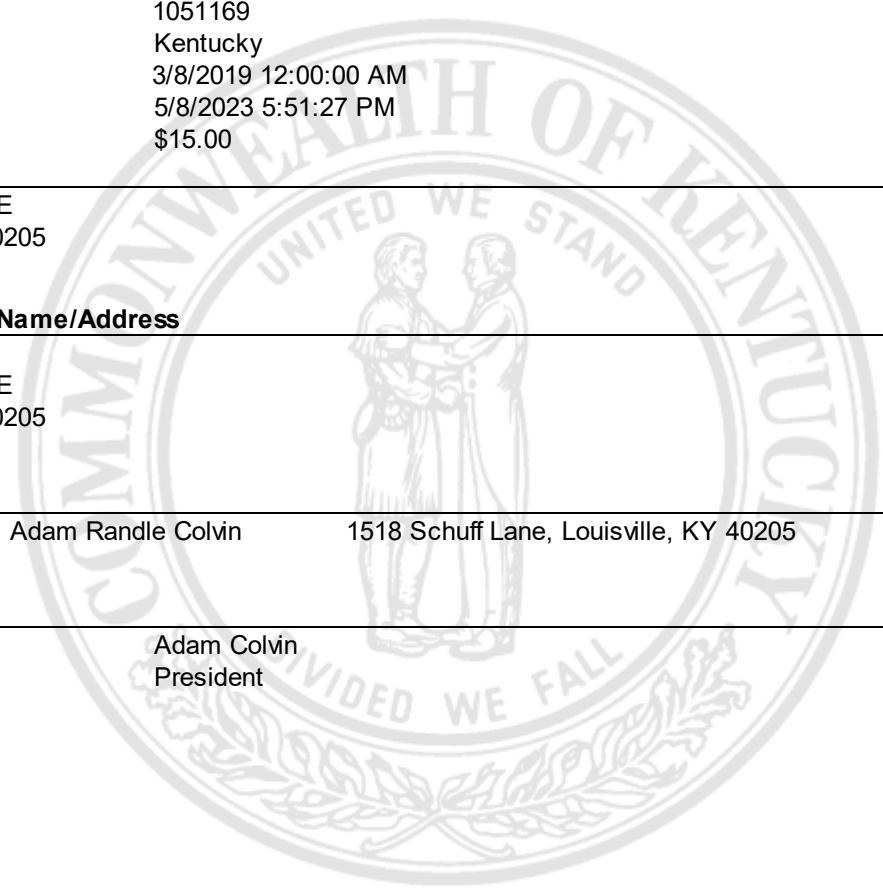 1051169
Kentucky
3/8/2019 12:00:00 AM
5/8/2023 5:51:27 PM
$15.00
E
0205
Name/Address
E
0205
Adam Randle Colvin 1518 Schuff Lane, Louisville, KY 40205
Adam Colvin
President
COMMONWEALTH OF KENTUCKY
UNITED WE STAND
DIVIDED WE FALL